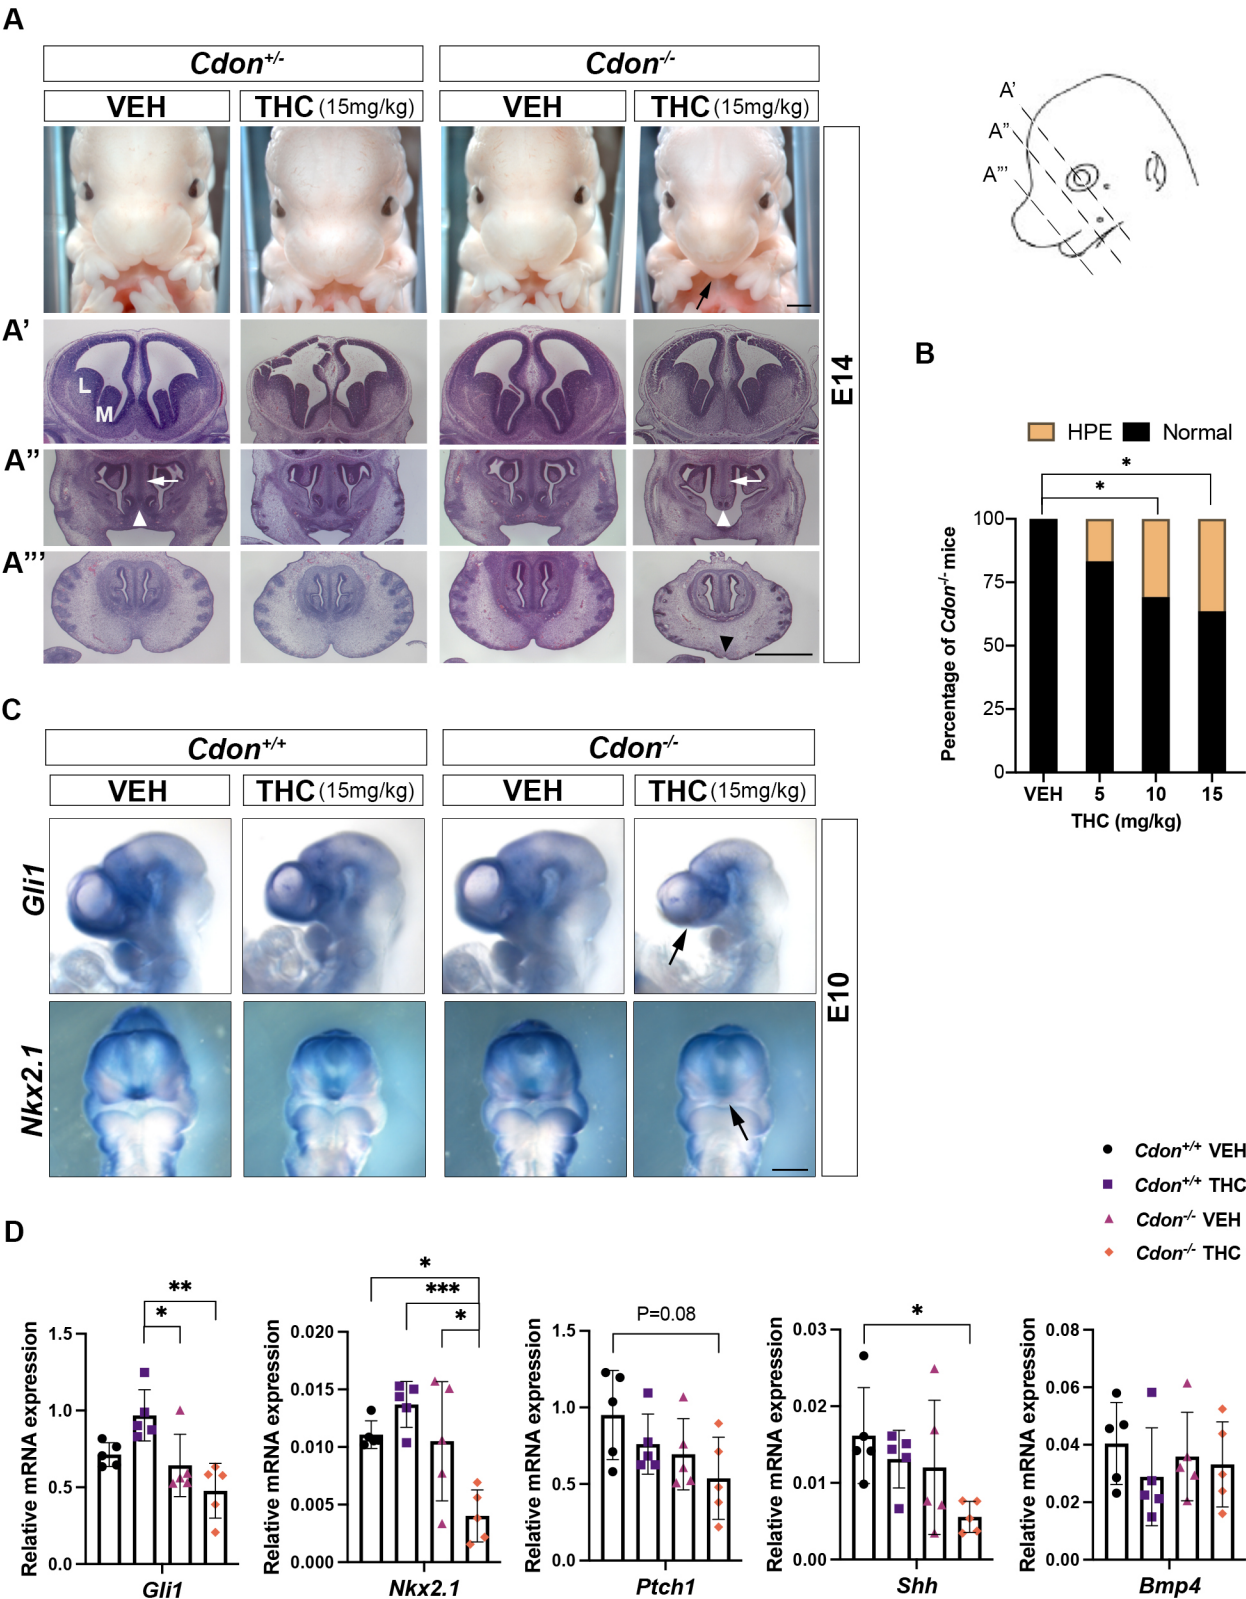 A
Cdon+/-
Cdon-/-
VEH
THC (15mg/kg)
VEH
THC (15mg/kg)
A'
L
M
A''
A'''
E14
A'
A''
A'''
B
HPE
Normal
*
*
Percentage of Cdon-/- mice
100
75
50
25
0
VEH
5
10
15
THC (mg/kg)
C
Cdon+/+
Cdon-/-
VEH
THC (15mg/kg)
VEH
THC (15mg/kg)
Gli1
Nkx2.1
E10
Cdon+/+ VEH
Cdon+/+ THC
Cdon-/- VEH
Cdon-/- THC
D
Relative mRNA expression
1.5
1.0
0.5
0.0
**
*
Gli1
Relative mRNA expression
0.020
0.015
0.010
0.005
0.000
*
***
*
Nkx2.1
Relative mRNA expression
1.5
1.0
0.5
0.0
P=0.08
Ptch1
Relative mRNA expression
0.03
0.02
0.01
0.00
*
Shh
Relative mRNA expression
0.08
0.06
0.04
0.02
0.00
Bmp4